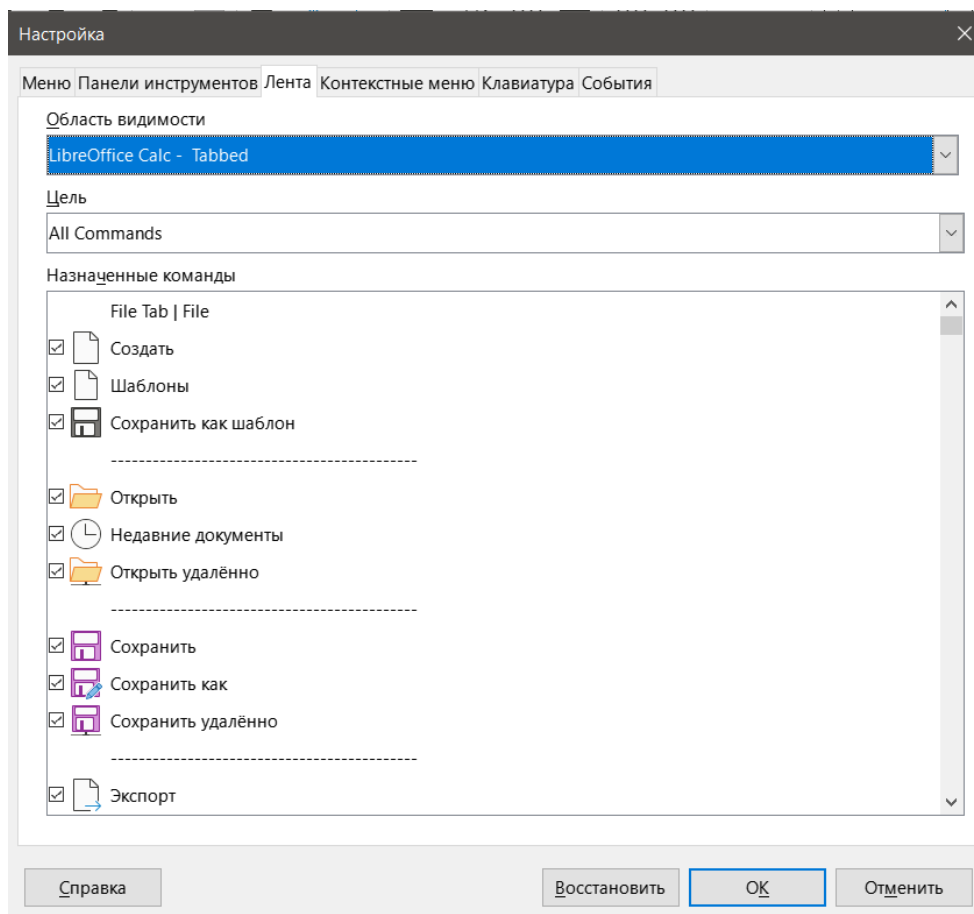 Настройка
Меню Панели инструментов Лента Контекстные меню Клавиатура События
Область видимости
LibreOffice Calc - Tabbed
Цель
All Commands
Назначенные команды
File Tab | File
Создать
Шаблоны
Сохранить как шаблон
--------------------------------------------
Открыть
Недавние документы
Открыть удалённо
--------------------------------------------
Сохранить
Сохранить как
Сохранить удалённо
--------------------------------------------
Экспорт
Справка Восстановить ОК Отменить